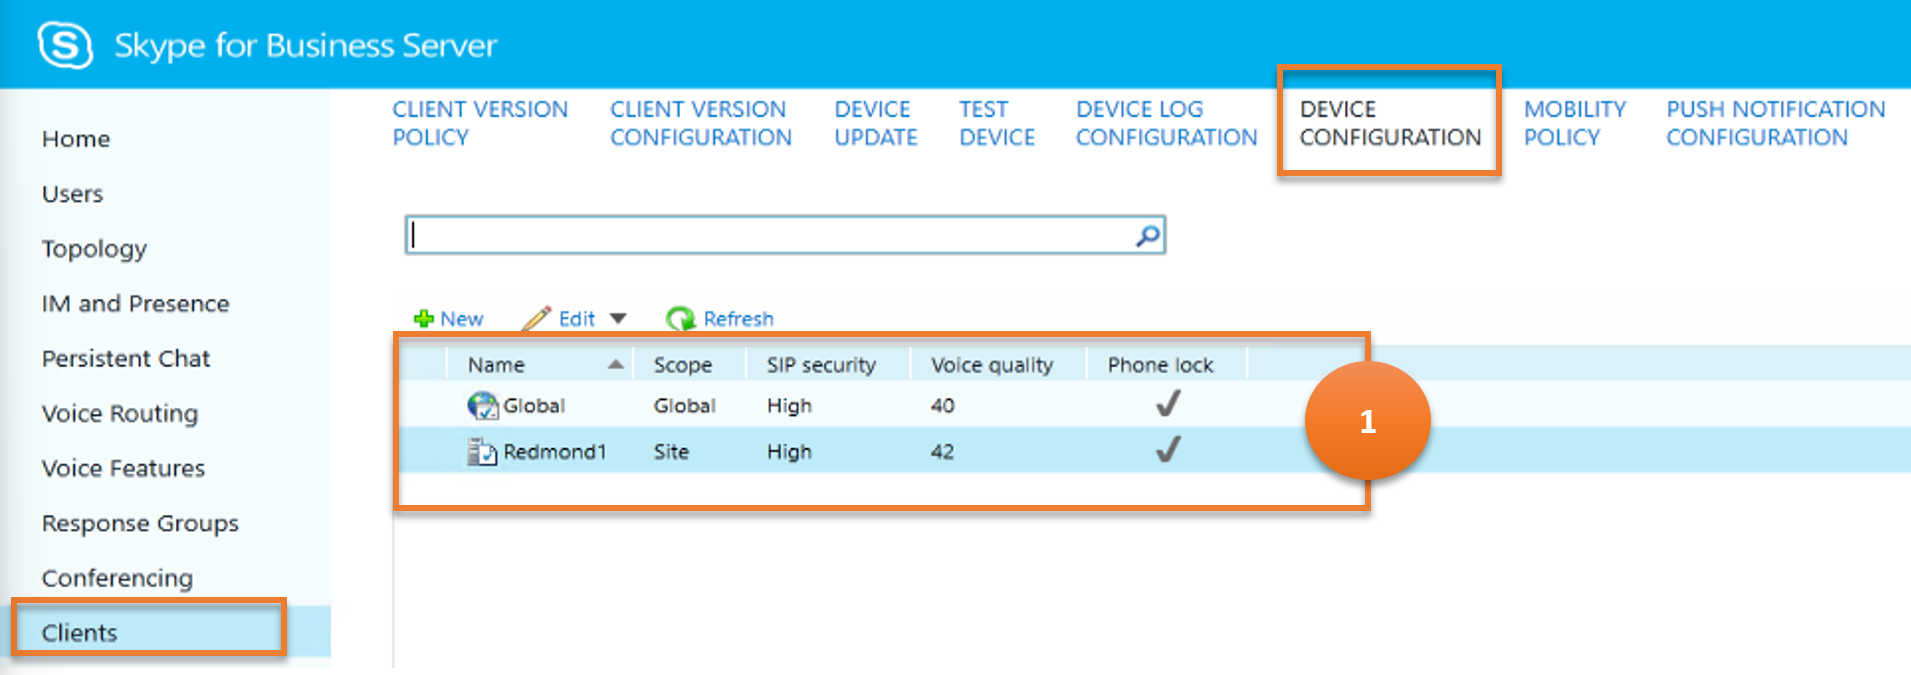 Skype for Business Server
Home
Users
Topology
IM and Presence
Persistent Chat
Voice Routing
Voice Features
Response Groups
Conferencing
Clients
CLIENT VERSION
POLICY
CLIENT VERSION
CONFIGURATION
DEVICE
UPDATE
TEST
DEVICE
DEVICE LOG
CONFIGURATION
DEVICE
CONFIGURATION
MOBILITY
POLICY
PUSH NOTIFICATION
CONFIGURATION
New Edit Refresh
Name Scope SIP security Voice quality Phone lock
Global Global High 40
Redmond1 Site High 42
1